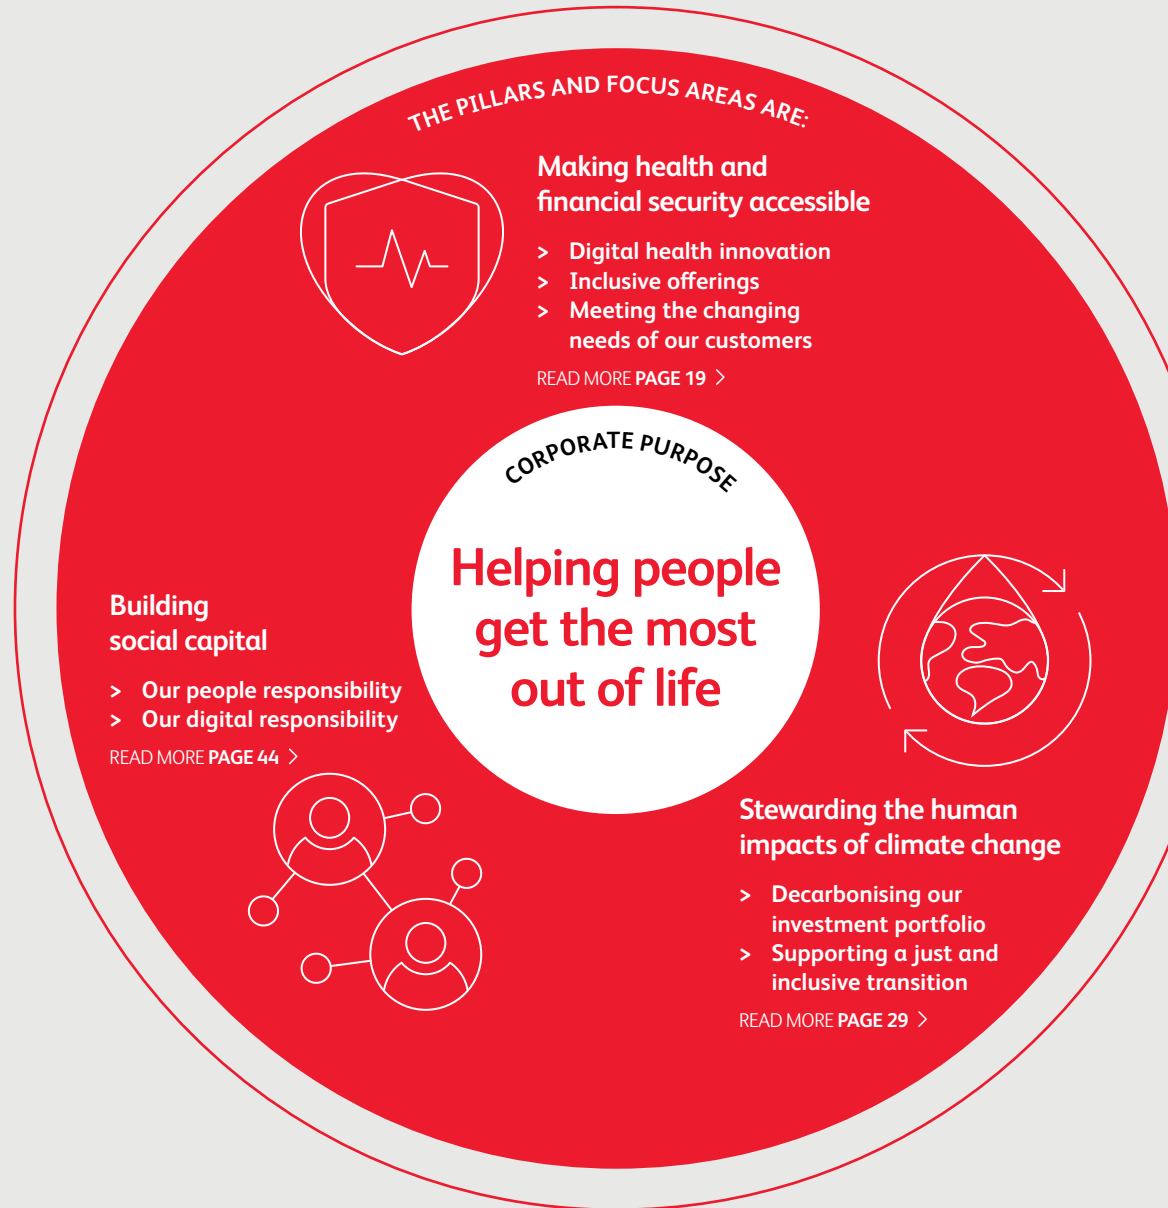 THE PILLARS AND FOCUS AREAS ARE:
Making health and
financial security accessible
> Digital health innovation
> Inclusive offerings
> Meeting the changing
needs of our customers
READ MORE PAGE 19 >
CORPORATE PURPOSE
Helping people
get the most
out of life
Building
social capital
> Our people responsibility
> Our digital responsibility
READ MORE PAGE 44 >
Stewarding the human
impacts of climate change
> Decarbonising our
investment portfolio
> Supporting a just and
inclusive transition
READ MORE PAGE 29 >